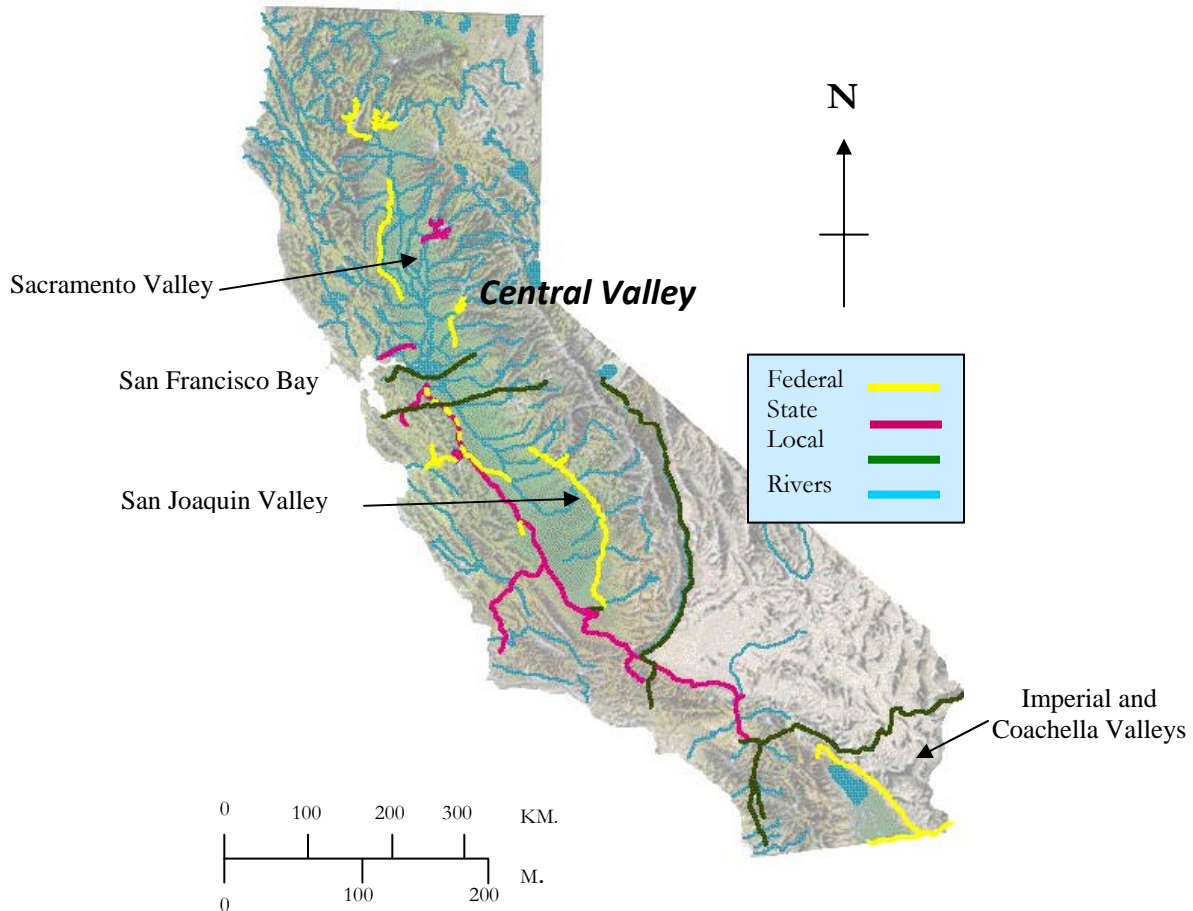 N
Sacramento Valley
Central Valley
San Francisco Bay
Federal
State
Local
Rivers
San Joaquin Valley
Imperial and
Coachella Valleys
0 100 200 300 KM.
M.
0 100 200